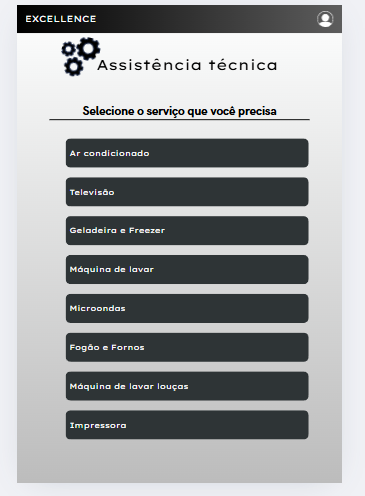 EXCELLENCE
Assistência técnica
Selecione o serviço que você precisa
Ar condicionado
Televisão
Geladeira e Freezer
Máquina de lavar
Microondas
Fogão e Fornos
Máquina de lavar louças
Impressora